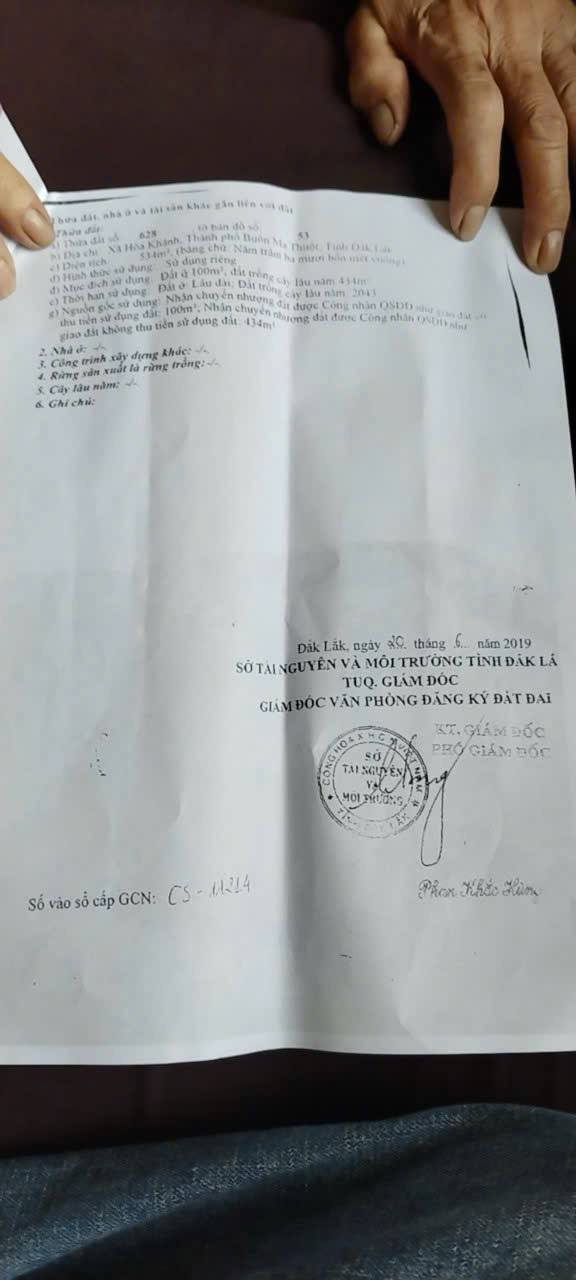 Thửa đất, nhà ở và tài sản khác gắn liền với đất
Thửa đất:
a) Thửa đất số: 628 tờ bản đồ số: 53
b) Địa chỉ: Xã Hòa Khánh, Thành phố Buôn Ma Thuột, Tỉnh Đắk Lắk
c) Diện tích: 534m², (bằng chữ: Năm trăm ba mươi bốn mét vuông)
d) Hình thức sử dụng: Sử dụng riêng
đ) Mục đích sử dụng: Đất ở 100m², đất trồng cây lâu năm 434m²
e) Thời hạn sử dụng: Đất ở: Lâu dài; Đất trồng cây lâu năm: 2043
g) Nguồn gốc sử dụng: Nhận chuyển nhượng đất được Công nhận QSDĐ như giao đất có
thu tiền sử dụng đất: 100m²; Nhận chuyển nhượng đất được Công nhận QSDĐ như
giao đất không thu tiền sử dụng đất: 434m²
2. Nhà ở: -/-
3. Công trình xây dựng khác: -/-
4. Rừng sản xuất là rừng trồng: -/-
5. Cây lâu năm: -/-
6. Ghi chú:
Đắk Lắk, ngày 20 tháng 6 năm 2019
SỞ TÀI NGUYÊN VÀ MÔI TRƯỜNG TỈNH ĐẮK LẮ
TUQ. GIÁM ĐỐC
GIÁM ĐỐC VĂN PHÒNG ĐĂNG KÝ ĐẤT ĐAI
KT. GIÁM ĐỐC
PHÓ GIÁM ĐỐC
CỘNG HÒA X.H.C.N VIỆT NAM
SỞ
TÀI NGUYÊN
VÀ
MÔI TRƯỜNG
TỈNH ĐẮK LẮK
Số vào sổ cấp GCN: CS-11214
Phan Khắc Hùng